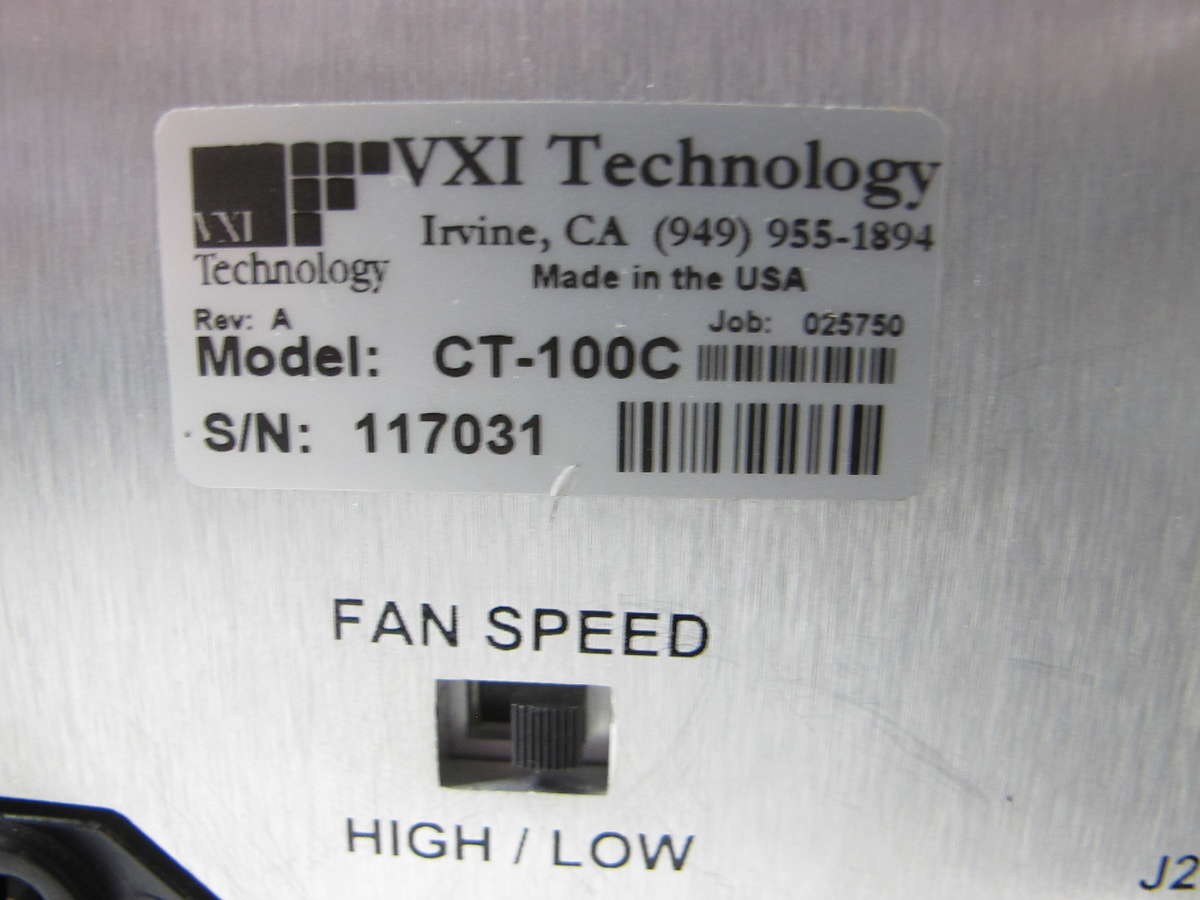 VXI Technology
VXI
Technology
Irvine, CA (949) 955-1894
Made in the USA
Rev: A
Job: 025750
Model: CT-100C
S/N: 117031
FAN SPEED
HIGH / LOW
J2